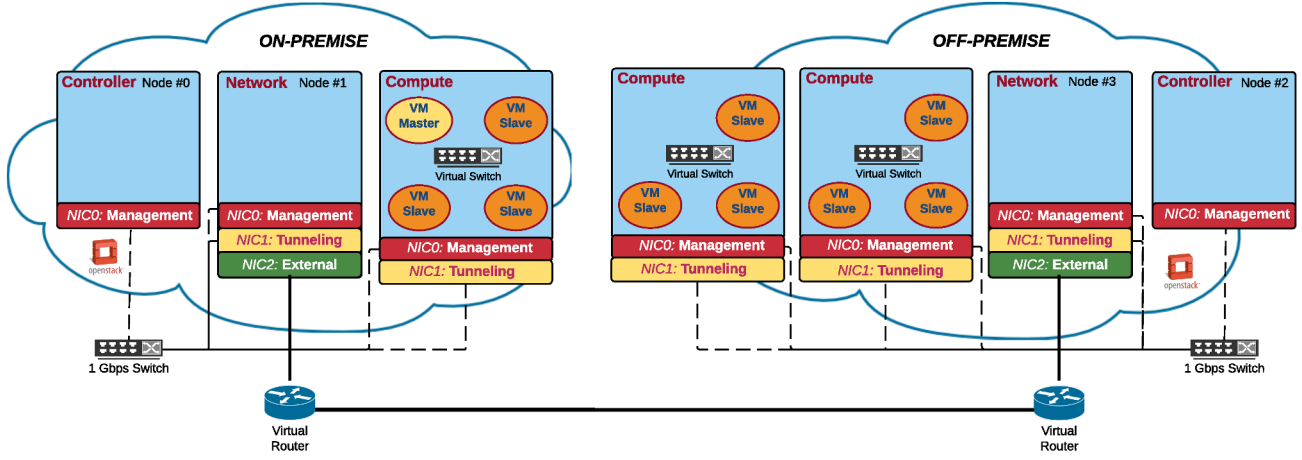 ON-PREMISE
Controller Node #0
NIC0: Management
openstack
1 Gbps Switch
Network Node #1
NIC0: Management
NIC1: Tunneling
NIC2: External
Compute
VM
Master
VM
Slave
Virtual Switch
VM
Slave
VM
Slave
NIC0: Management
NIC1: Tunneling
Virtual
Router
OFF-PREMISE
Compute
VM
Slave
Virtual Switch
VM
Slave
VM
Slave
NIC0: Management
NIC1: Tunneling
Compute
VM
Slave
Virtual Switch
VM
Slave
VM
Slave
NIC0: Management
NIC1: Tunneling
Network Node #3
NIC0: Management
NIC1: Tunneling
NIC2: External
Controller Node #2
NIC0: Management
openstack
1 Gbps Switch
Virtual
Router